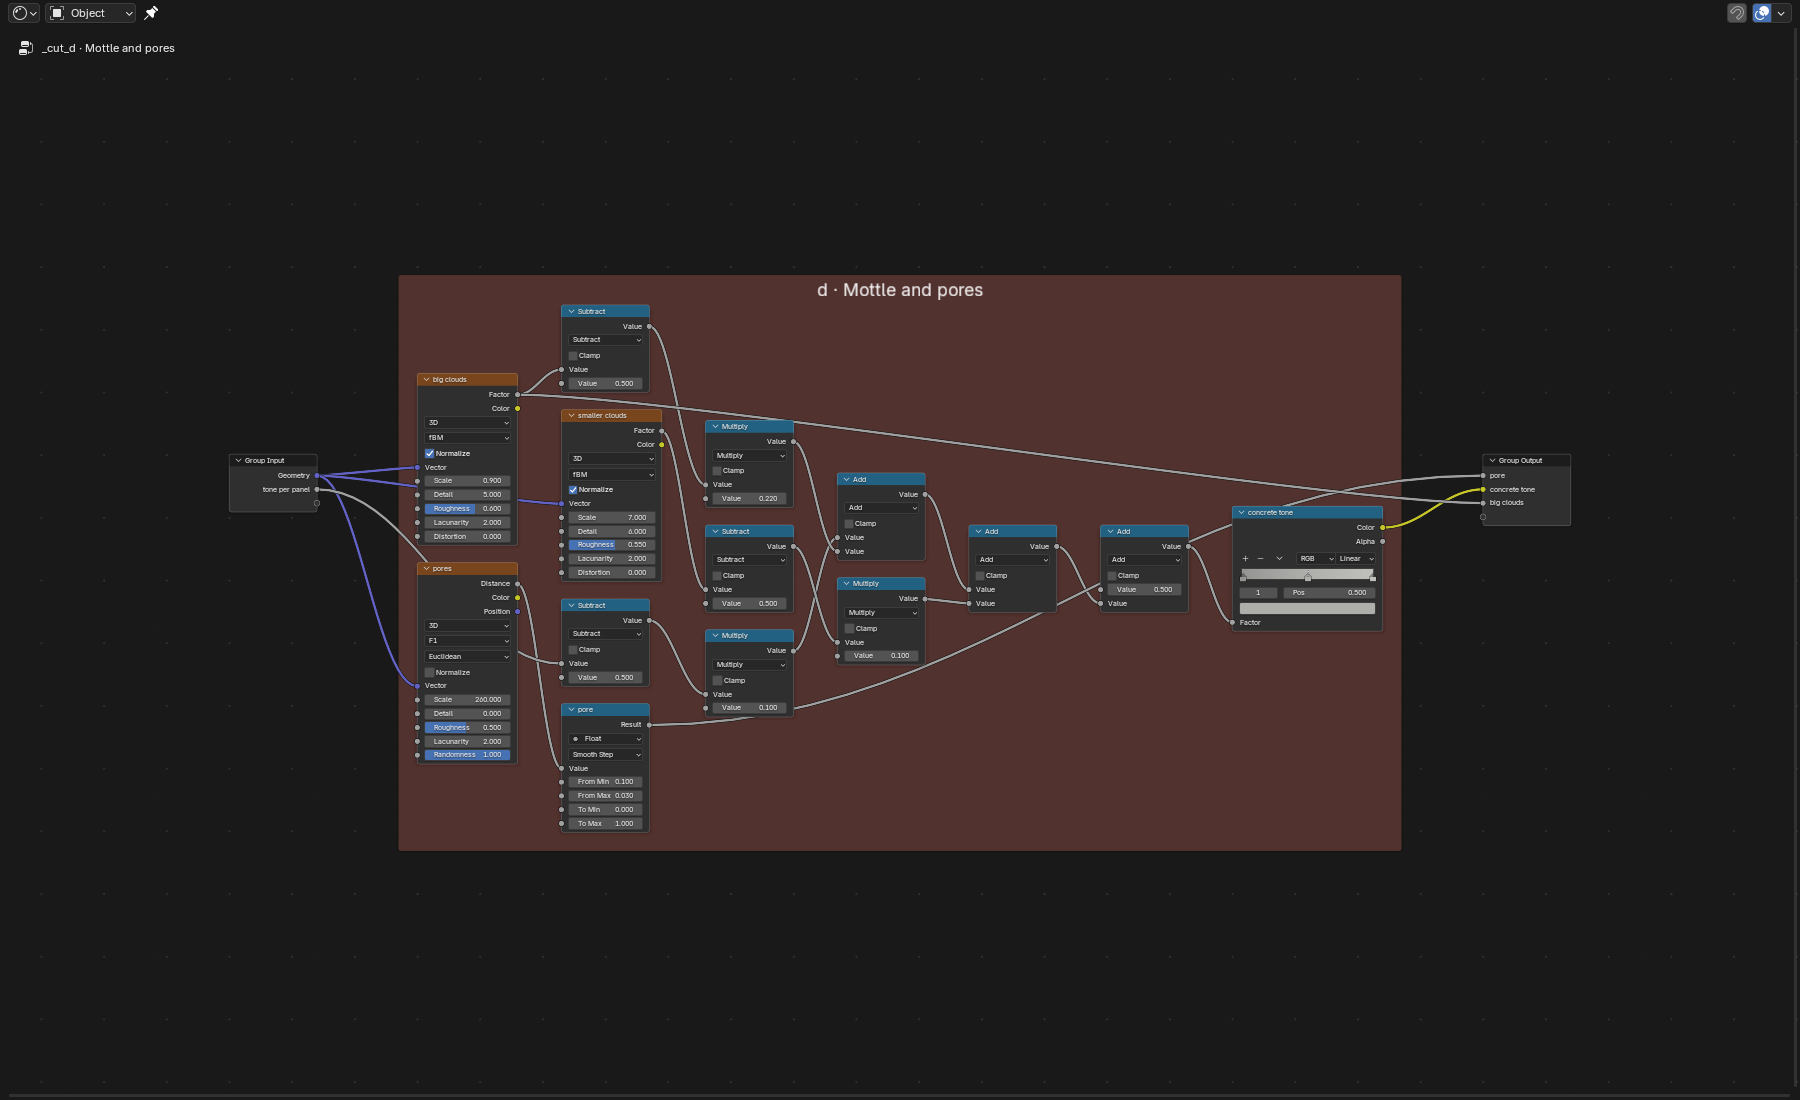 Object
_cut_d · Mottle and pores
d · Mottle and pores
Group Input
Geometry
tone per panel
big clouds
Factor
Color
3D
fBM
Normalize
Vector
Scale 0.900
Detail 5.000
Roughness 0.600
Lacunarity 2.000
Distortion 0.000
pores
Distance
Color
Position
3D
F1
Euclidean
Normalize
Vector
Scale 260.000
Detail 0.000
Roughness 0.500
Lacunarity 2.000
Randomness 1.000
Subtract
Value
Subtract
Clamp
Value
Value 0.500
smaller clouds
Factor
Color
3D
fBM
Normalize
Vector
Scale 7.000
Detail 6.000
Roughness 0.550
Lacunarity 2.000
Distortion 0.000
Subtract
Value
Subtract
Clamp
Value
Value 0.500
pore
Result
Float
Smooth Step
Value
From Min 0.100
From Max 0.030
To Min 0.000
To Max 1.000
Multiply
Value
Multiply
Clamp
Value
Value 0.220
Subtract
Value
Subtract
Clamp
Value
Value 0.500
Multiply
Value
Multiply
Clamp
Value
Value 0.100
Add
Value
Add
Clamp
Value
Value
Multiply
Value
Multiply
Clamp
Value
Value 0.100
Add
Value
Add
Clamp
Value
Value
Add
Value
Add
Clamp
Value 0.500
Value
concrete tone
Color
Alpha
RGB Linear
1 Pos 0.500
Factor
Group Output
pore
concrete tone
big clouds